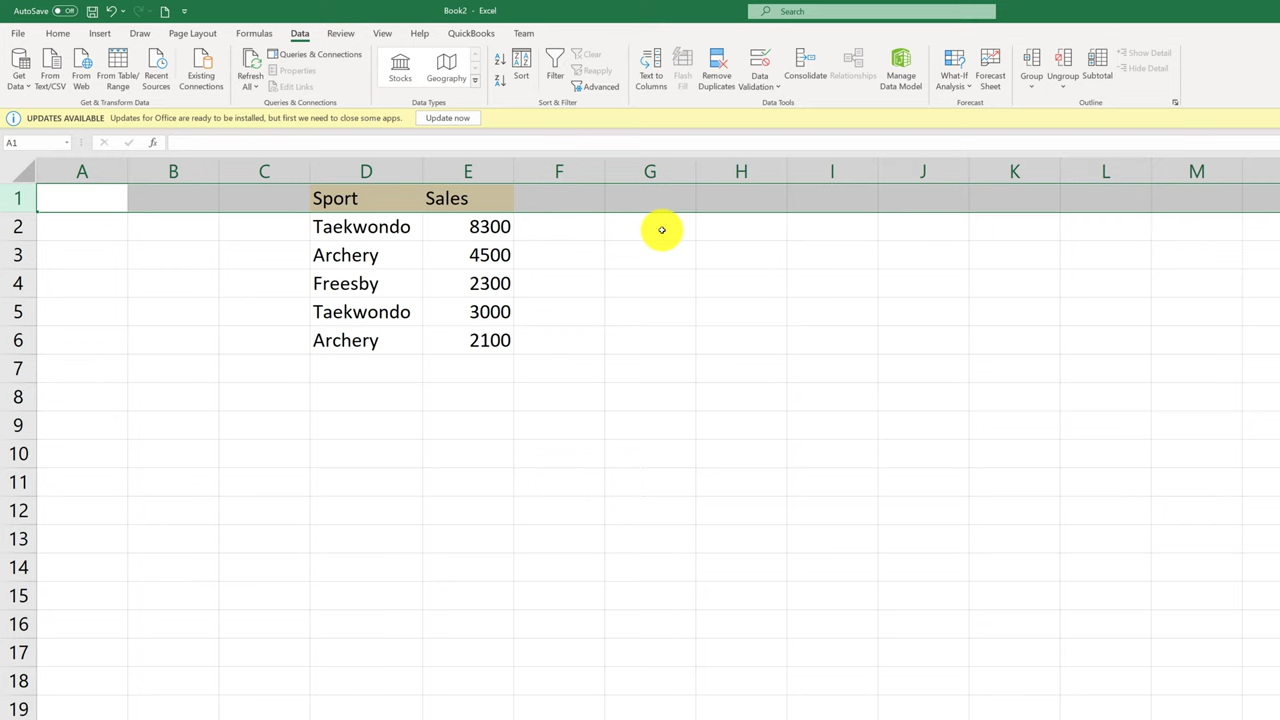 AutoSave Off Book2 - Excel Search
File Home Insert Draw Page Layout Formulas Data Review View Help QuickBooks Team
Get Data From Text/CSV From Web From Table/Range Recent Sources Existing Connections
Get & Transform Data
Refresh All Queries & Connections
Properties
Edit Links
Queries & Connections
Stocks Geography
Data Types
Sort Filter Clear
Reapply
Advanced
Sort & Filter
Text to Columns Flash Fill Remove Duplicates Data Validation Consolidate Relationships Manage Data Model
Data Tools
What-If Analysis Forecast Sheet
Forecast
Group Ungroup Subtotal Show Detail
Hide Detail
Outline
UPDATES AVAILABLE Updates for Office are ready to be installed, but first we need to close some apps. Update now
A1 fx
A B C D E F G H I J K L M
1 Sport Sales
2 Taekwondo 8300
3 Archery 4500
4 Freesby 2300
5 Taekwondo 3000
6 Archery 2100
7
8
9
10
11
12
13
14
15
16
17
18
19